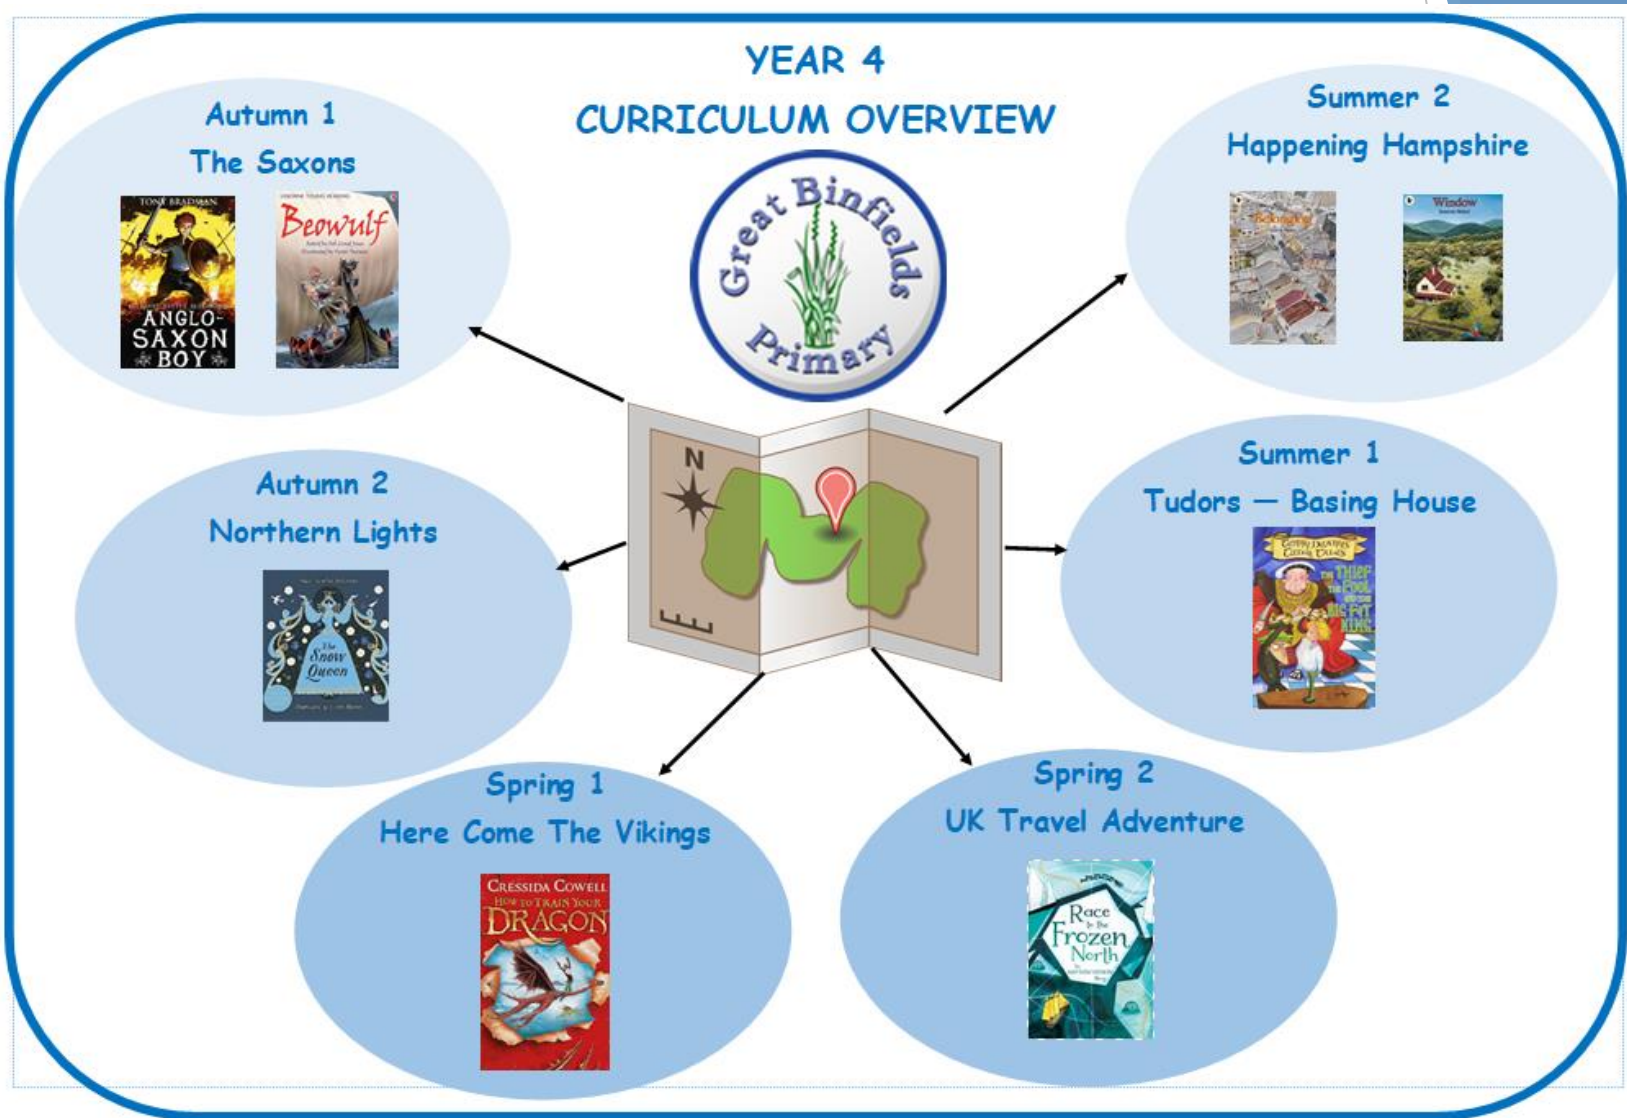 YEAR 4
CURRICULUM OVERVIEW
Great Binfields
Primary
Autumn 1
The Saxons
TONY BRADMAN
ANGLO-
SAXON
BOY
Beowulf
Autumn 2
Northern Lights
The
Snow
Queen
Spring 1
Here Come The Vikings
CRESSIDA COWELL
HOW TO TRAIN YOUR
DRAGON
Spring 2
UK Travel Adventure
Race
to the
Frozen
North
Summer 1
Tudors — Basing House
THE THIEF
THE FOOL
AND THE
BIG FAT
KING
Summer 2
Happening Hampshire
Belonging
Window
N